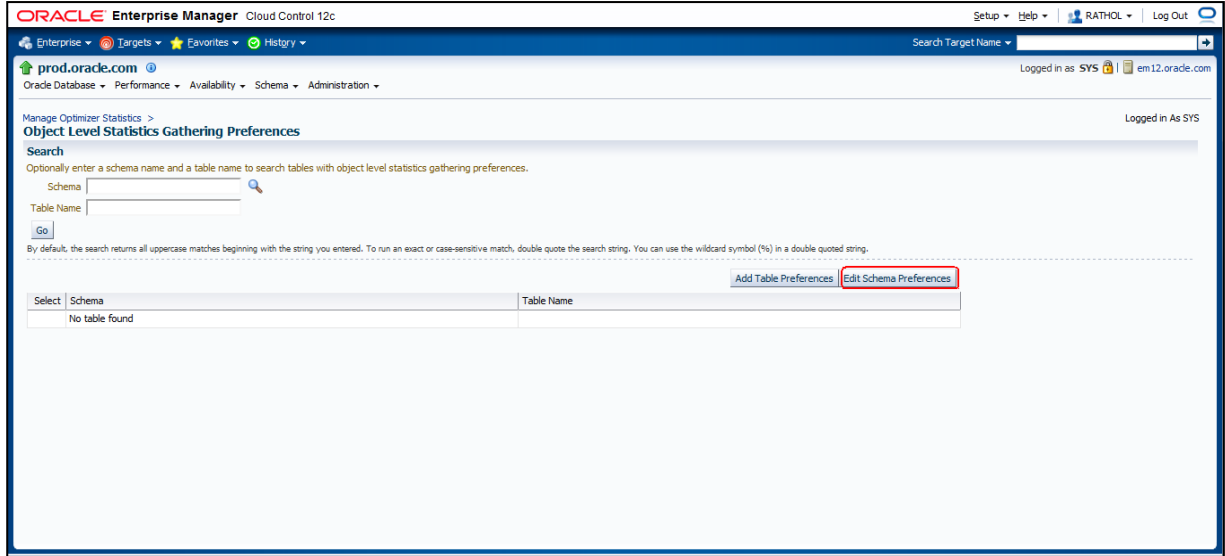 ORACLE Enterprise Manager Cloud Control 12c
Setup Help RATHOL Log Out
Enterprise Targets Favorites History Search Target Name
prod.oracle.com Logged in as SYS em12.oracle.com
Oracle Database Performance Availability Schema Administration
Manage Optimizer Statistics > Logged in As SYS
Object Level Statistics Gathering Preferences
Search
Optionally enter a schema name and a table name to search tables with object level statistics gathering preferences.
Schema
Table Name
Go
By default, the search returns all uppercase matches beginning with the string you entered. To run an exact or case-sensitive match, double quote the search string. You can use the wildcard symbol (%) in a double quoted string.
Add Table Preferences Edit Schema Preferences
Select Schema Table Name
No table found